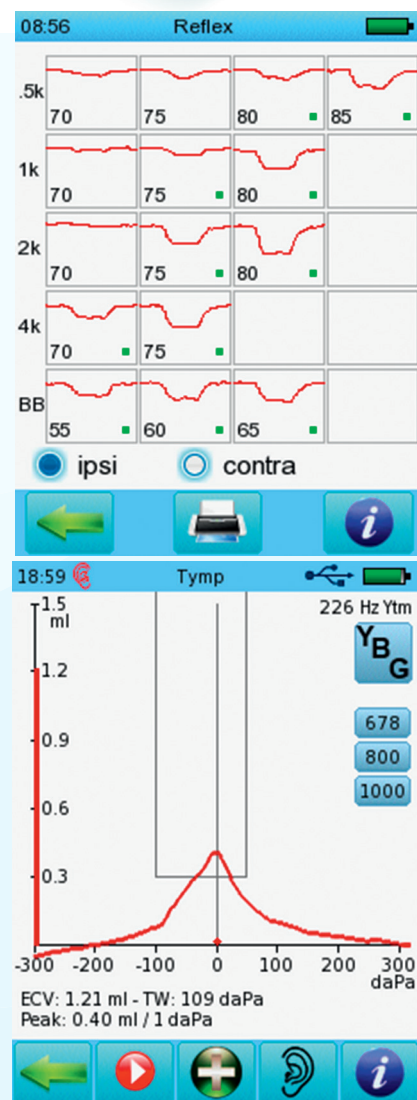 08:56 Reflex
.5k
70 75 80 85
1k
70 75 80
2k
70 75 80
4k
70 75
BB
55 60 65
ipsi contra
i
18:59 Tymp
1.5 226 Hz Ytm
ml
YBG
1.2
678
0.9
800
1000
0.6
0.3
-300 -200 -100 0 100 200 300
daPa
ECV: 1.21 ml - TW: 109 daPa
Peak: 0.40 ml / 1 daPa
i